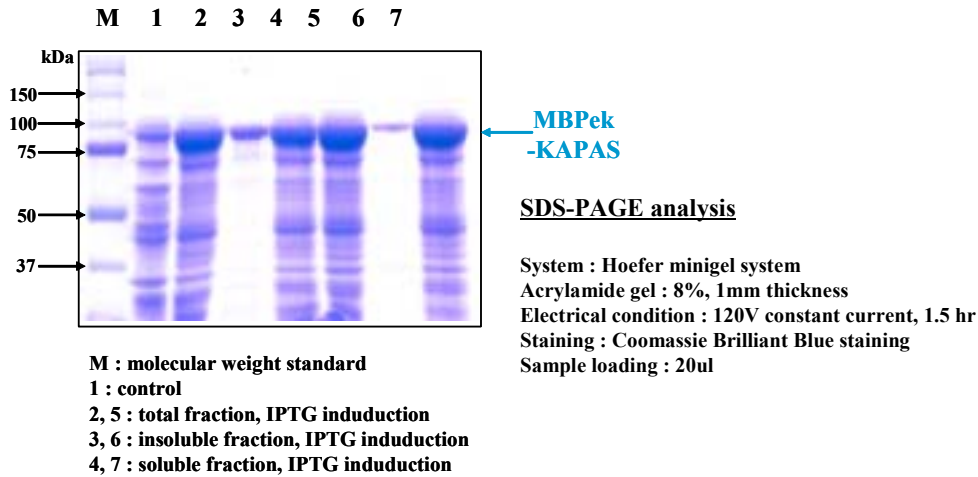 M 1 2 3 4 5 6 7
kDa
150
100
75
50
37
MBPek
-KAPAS
SDS-PAGE analysis
System : Hoefer minigel system
Acrylamide gel : 8%, 1mm thickness
Electrical condition : 120V constant current, 1.5 hr
Staining : Coomassie Brilliant Blue staining
Sample loading : 20ul
M : molecular weight standard
1 : control
2, 5 : total fraction, IPTG induduction
3, 6 : insoluble fraction, IPTG induduction
4, 7 : soluble fraction, IPTG induduction